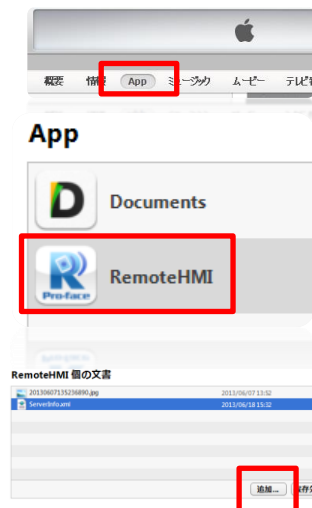 概要 情報 App ミュージック ムービー テレビ
App
Documents
RemoteHMI
Pro-face
RemoteHMI 個の文書
20130607135236890.jpg 2013/06/07 13:52
ServerInfo.xml 2013/06/18 15:32
追加...